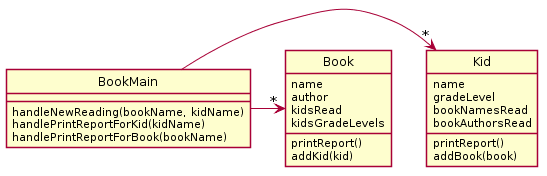 BookMain
handleNewReading(bookName, kidName)
handlePrintReportForKid(kidName)
handlePrintReportForBook(bookName)
*
Book
name
author
kidsRead
kidsGradeLevels
printReport()
addKid(kid)
*
Kid
name
gradeLevel
bookNamesRead
bookAuthorsRead
printReport()
addBook(book)